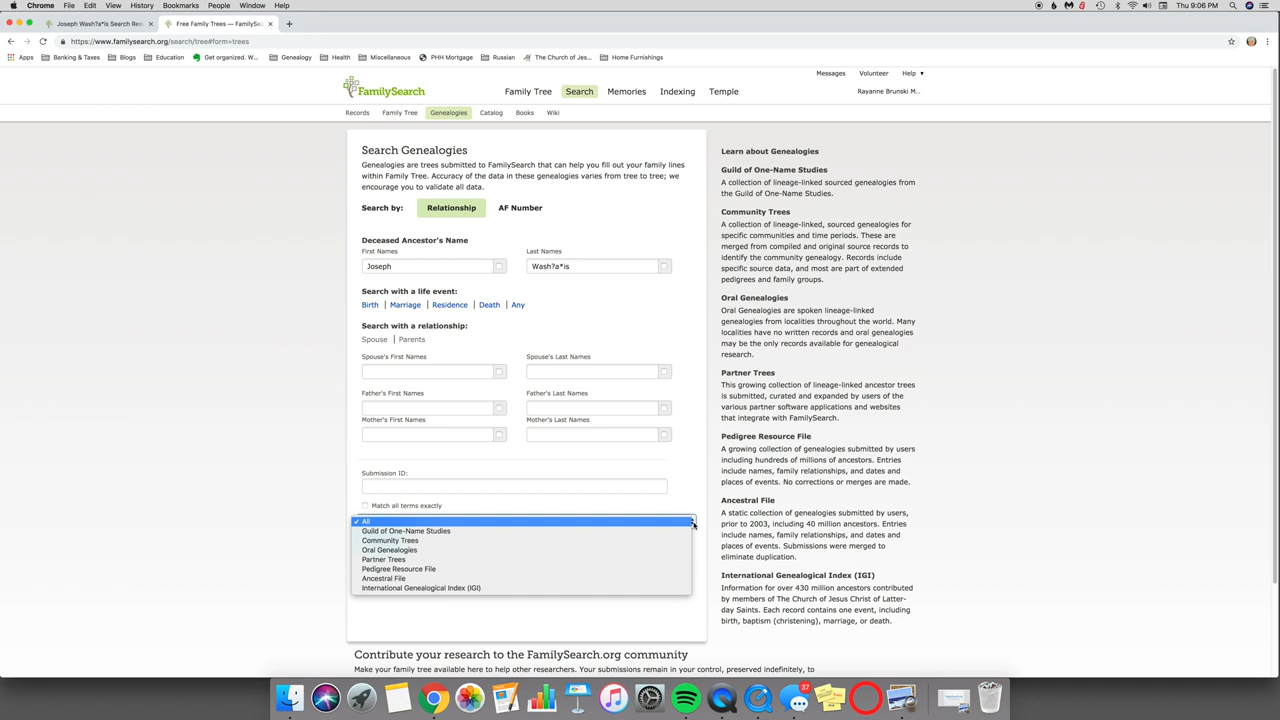 Chrome File Edit View History Bookmarks People Window Help
Thu 9:06 PM
Joseph Wash?a*is Search Res
Free Family Trees — FamilySea
https://www.familysearch.org/search/tree#form=trees
Apps Banking & Taxes Blogs Education Get organized. W... Genealogy Health Miscellaneous PHH Mortgage Russian The Church of Jes... Home Furnishings
Messages Volunteer Help
FamilySearch
Family Tree Search Memories Indexing Temple
Rayanne Brunski M...
Records Family Tree Genealogies Catalog Books Wiki
Search Genealogies
Genealogies are trees submitted to FamilySearch that can help you fill out your family lines
within Family Tree. Accuracy of the data in these genealogies varies from tree to tree; we
encourage you to validate all data.
Search by: Relationship AF Number
Deceased Ancestor's Name
First Names Last Names
Joseph Wash?a*is
Search with a life event:
Birth | Marriage | Residence | Death | Any
Search with a relationship:
Spouse | Parents
Spouse's First Names Spouse's Last Names
Father's First Names Father's Last Names
Mother's First Names Mother's Last Names
Submission ID:
Match all terms exactly
✓ All
Guild of One-Name Studies
Community Trees
Oral Genealogies
Partner Trees
Pedigree Resource File
Ancestral File
International Genealogical Index (IGI)
Learn about Genealogies
Guild of One-Name Studies
A collection of lineage-linked sourced genealogies from
the Guild of One-Name Studies.
Community Trees
A collection of lineage-linked, sourced genealogies for
specific communities and time periods. These are
merged from compiled and original source records to
identify the community genealogy. Records include
specific source data, and most are part of extended
pedigrees and family groups.
Oral Genealogies
Oral Genealogies are spoken lineage-linked
genealogies from localities throughout the world. Many
localities have no written records and oral genealogies
may be the only records available for genealogical
research.
Partner Trees
This growing collection of lineage-linked ancestor trees
is submitted, curated and expanded by users of the
various partner software applications and websites
that integrate with FamilySearch.
Pedigree Resource File
A growing collection of genealogies submitted by users
including hundreds of millions of ancestors. Entries
include names, family relationships, and dates and
places of events. No corrections or merges are made.
Ancestral File
A static collection of genealogies submitted by users,
prior to 2003, including 40 million ancestors. Entries
include names, family relationships, and dates and
places of events. Submissions were merged to
eliminate duplication.
International Genealogical Index (IGI)
Information for over 430 million ancestors contributed
by members of The Church of Jesus Christ of Latter-
day Saints. Each record contains one event, including
birth, baptism (christening), marriage, or death.
Contribute your research to the FamilySearch.org community
Make your family tree available here to help other researchers. Your submissions remain in your control, preserved indefinitely, to
37